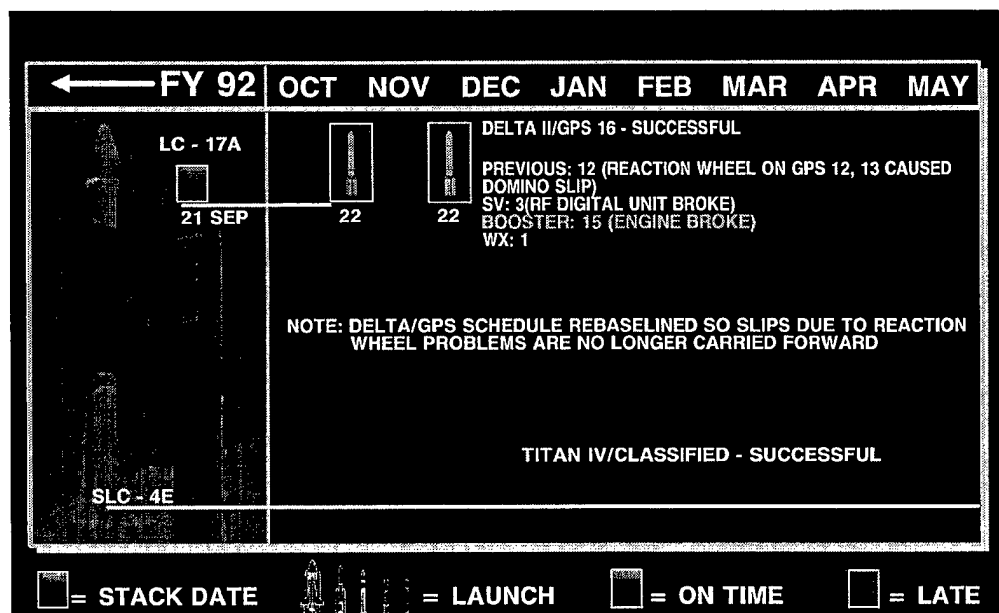 FY 92 OCT NOV DEC JAN FEB MAR APR MAY
LC - 17A
21 SEP
22
22
DELTA II/GPS 16 - SUCCESSFUL
PREVIOUS: 12 (REACTION WHEEL ON GPS 12, 13 CAUSED
DOMINO SLIP)
SV: 3(RF DIGITAL UNIT BROKE)
BOOSTER: 15 (ENGINE BROKE)
WX: 1
NOTE: DELTA/GPS SCHEDULE REBASELINED SO SLIPS DUE TO REACTION
WHEEL PROBLEMS ARE NO LONGER CARRIED FORWARD
TITAN IV/CLASSIFIED - SUCCESSFUL
SLC - 4E
= STACK DATE = LAUNCH = ON TIME = LATE